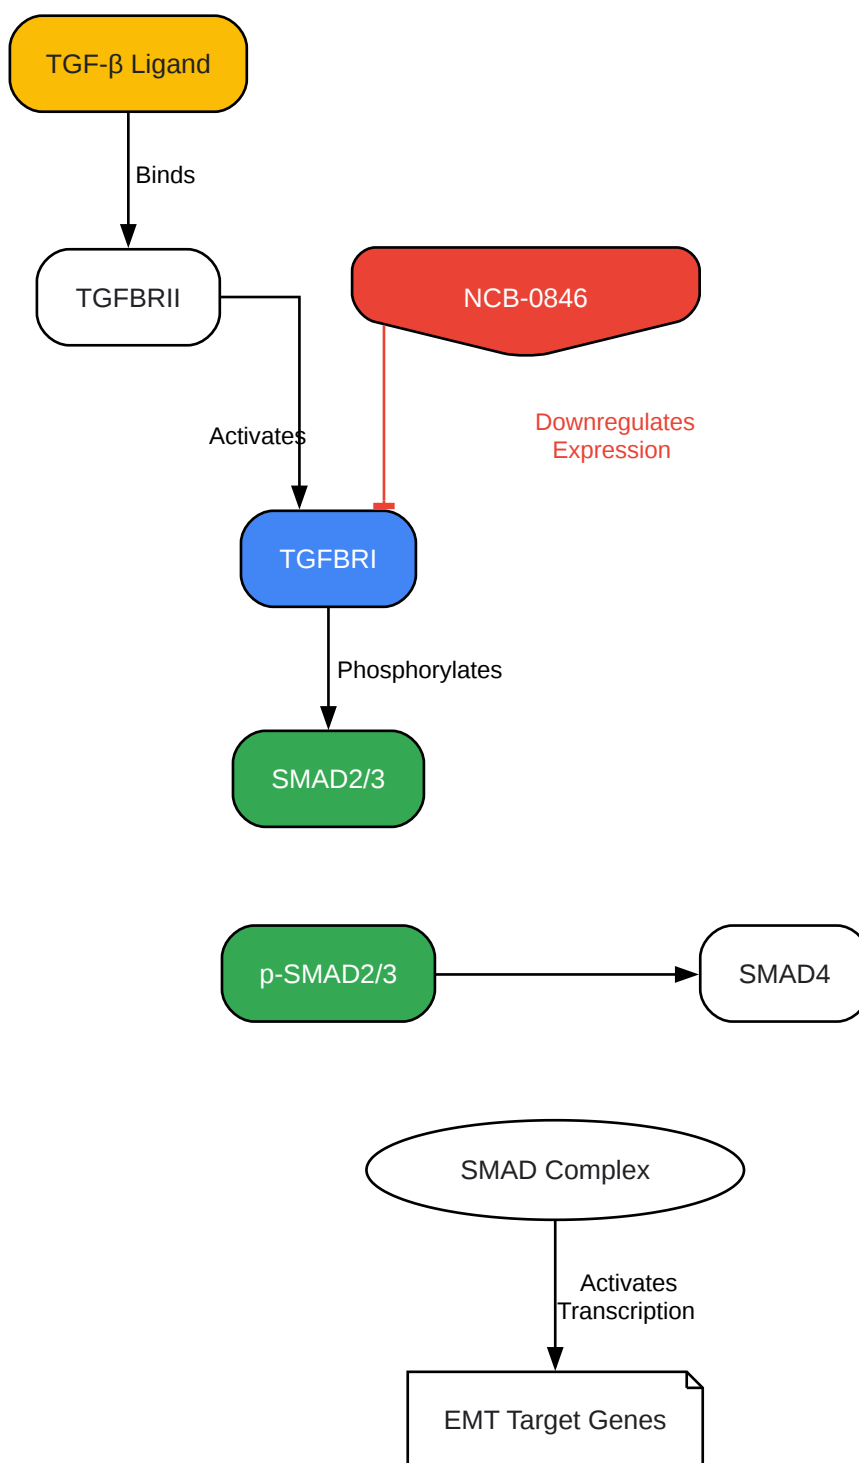 TGF-β Ligand
Binds
TGFBRII
NCB-0846
Activates
Downregulates
Expression
TGFBRI
Phosphorylates
SMAD2/3
p-SMAD2/3
SMAD4
SMAD Complex
Activates
Transcription
EMT Target Genes